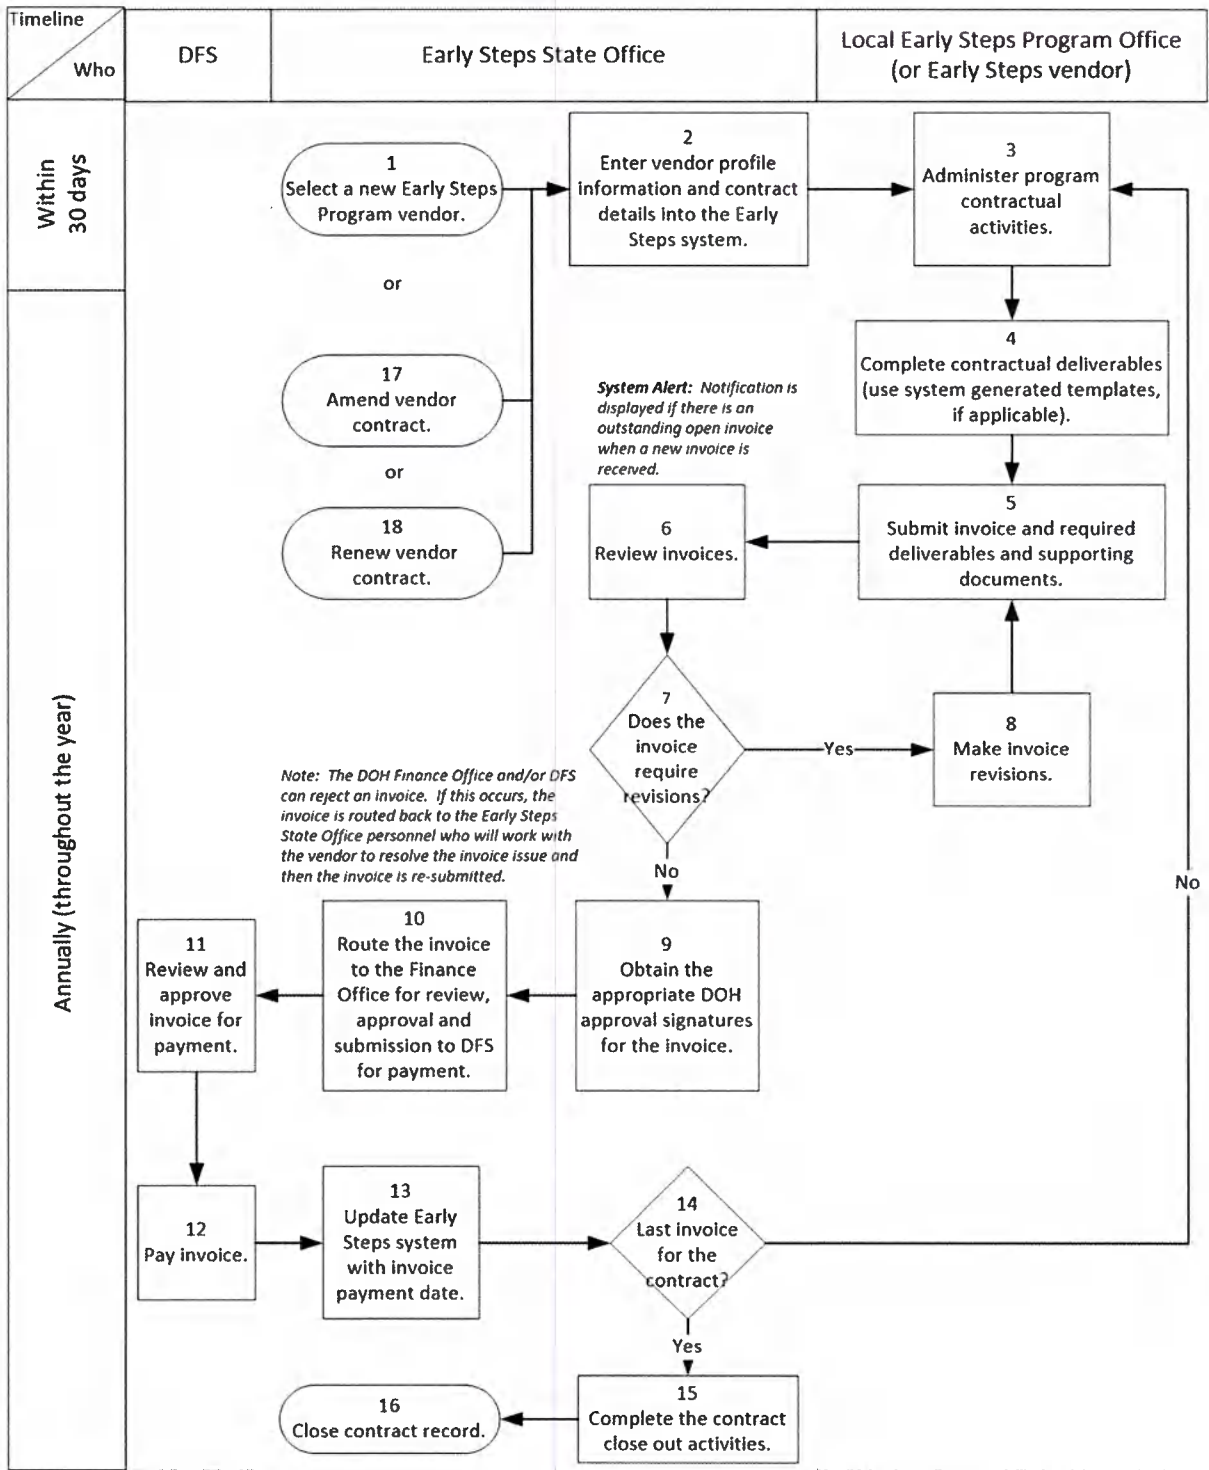 Timeline
Who
DFS
Early Steps State Office
Local Early Steps Program Office
(or Early Steps vendor)
Within
30 days
1
Select a new Early Steps
Program vendor.
2
Enter vendor profile
information and contract
details into the Early
Steps system.
3
Administer program
contractual
activities.
or
17
Amend vendor
contract.
or
18
Renew vendor
contract.
4
Complete contractual deliverables
(use system generated templates,
if applicable).
System Alert: Notification is
displayed if there is an
outstanding open invoice
when a new invoice is
received.
5
Submit invoice and required
deliverables and supporting
documents.
6
Review invoices.
Annually (throughout the year)
7
Does the
invoice
require
revisions?
Yes
8
Make invoice
revisions.
No
Note: The DOH Finance Office and/or DFS
can reject an invoice. If this occurs, the
invoice is routed back to the Early Steps
State Office personnel who will work with
the vendor to resolve the invoice issue and
then the invoice is re-submitted.
No
9
Obtain the
appropriate DOH
approval signatures
for the invoice.
10
Route the invoice
to the Finance
Office for review,
approval and
submission to DFS
for payment.
11
Review and
approve
invoice for
payment.
12
Pay invoice.
13
Update Early
Steps system
with invoice
payment date.
14
Last invoice
for the
contract?
Yes
15
Complete the contract
close out activities.
16
Close contract record.